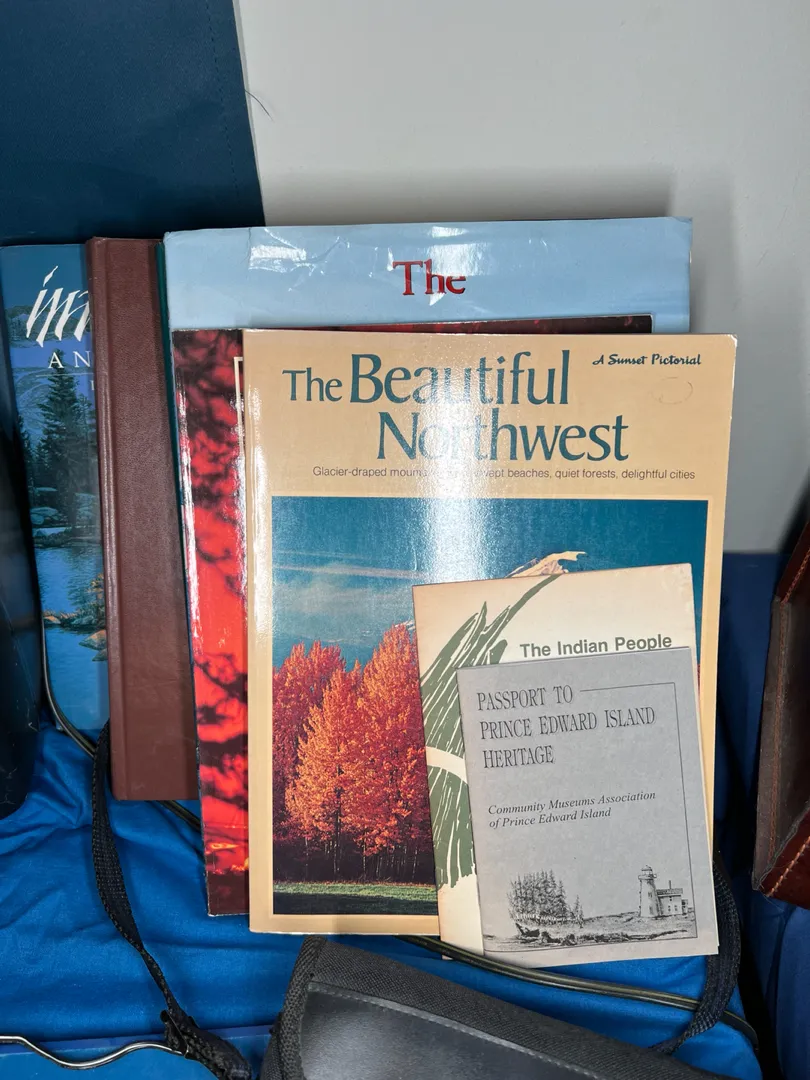 The
AN
A Sunset Pictorial
The Beautiful
Northwest
Glacier-draped beaches, quiet forests, delightful cities
The Indian People
PASSPORT TO
PRINCE EDWARD ISLAND
HERITAGE
Community Museums Association
of Prince Edward Island